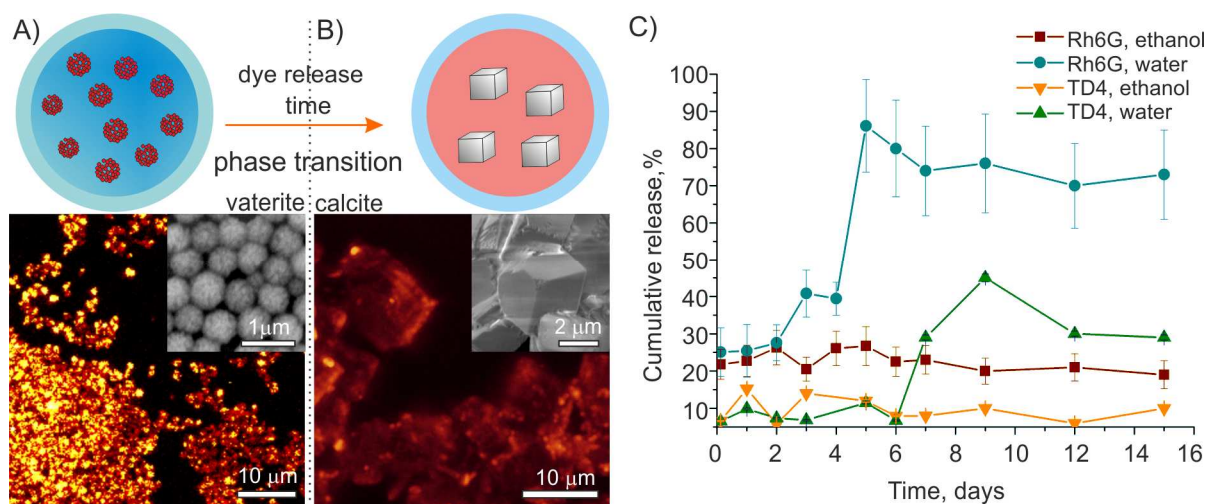 A)
dye release
time
phase transition
vaterite
B)
calcite
1μm
10 μm
2 μm
10 μm
C)
Rh6G, ethanol
Rh6G, water
TD4, ethanol
TD4, water
Cumulative release,%
100
90
80
70
60
50
40
30
20
10
0 2 4 6 8 10 12 14 16
Time, days